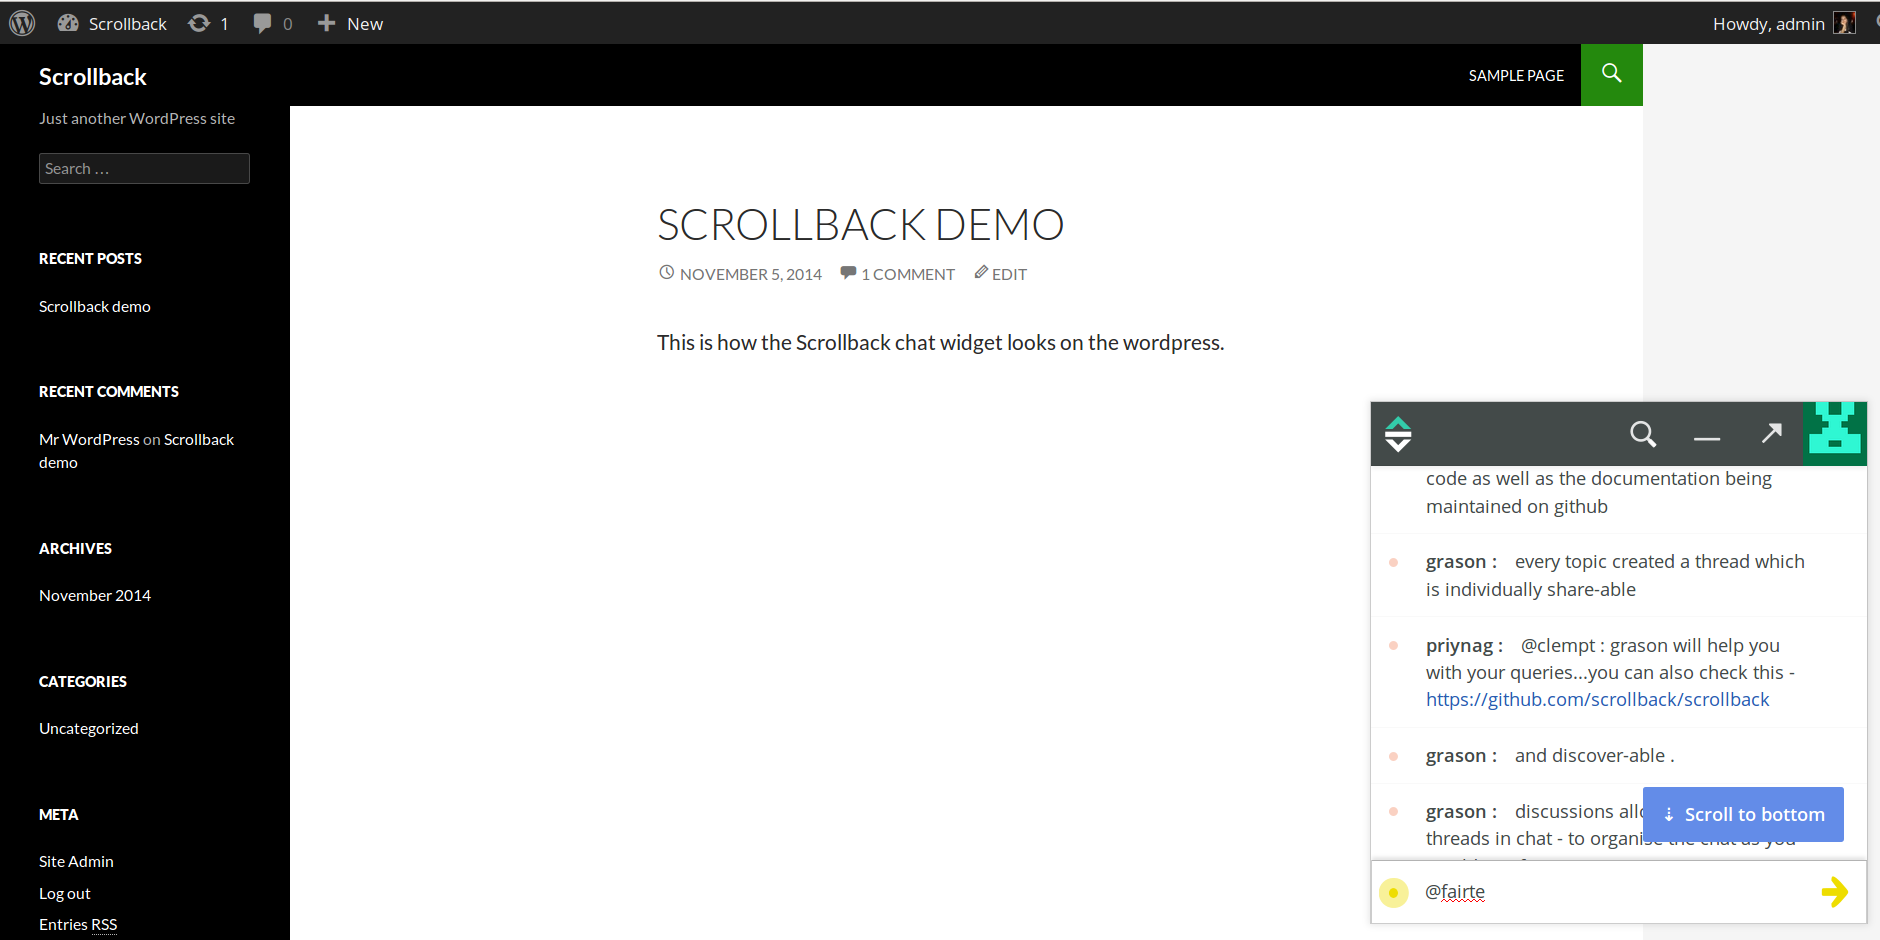 Scrollback 1 0 New Howdy, admin
Scrollback
SAMPLE PAGE
Just another WordPress site
Search …
RECENT POSTS
Scrollback demo
RECENT COMMENTS
Mr WordPress on Scrollback
demo
ARCHIVES
November 2014
CATEGORIES
Uncategorized
META
Site Admin
Log out
Entries RSS
SCROLLBACK DEMO
NOVEMBER 5, 2014 1 COMMENT EDIT
This is how the Scrollback chat widget looks on the wordpress.
code as well as the documentation being
maintained on github
grason : every topic created a thread which
is individually share-able
priynag : @clempt : grason will help you
with your queries...you can also check this -
https://github.com/scrollback/scrollback
grason : and discover-able .
grason : discussions
Scroll to bottom
threads in chat - to organise the chat as you
@fairte